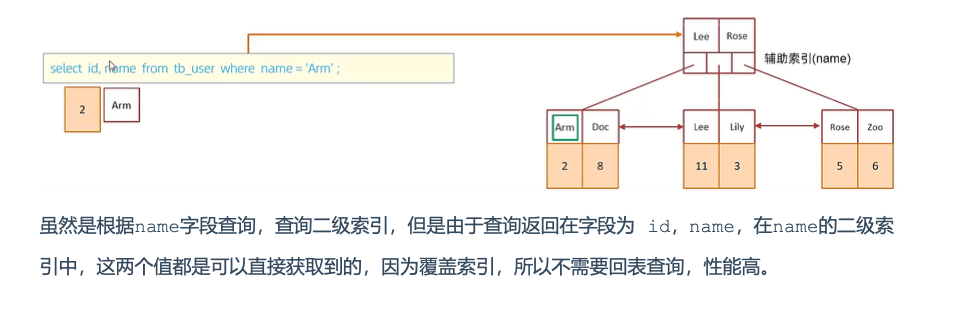 select id, name from tb_user where name = 'Arm' ;
2 Arm
Lee Rose
辅助索引(name)
Arm Doc Lee Lily Rose Zoo
2 8 11 3 5 6
虽然是根据name字段查询，查询二级索引，但是由于查询返回在字段为 id，name，在name的二级索
引中，这两个值都是可以直接获取到的，因为覆盖索引，所以不需要回表查询，性能高。